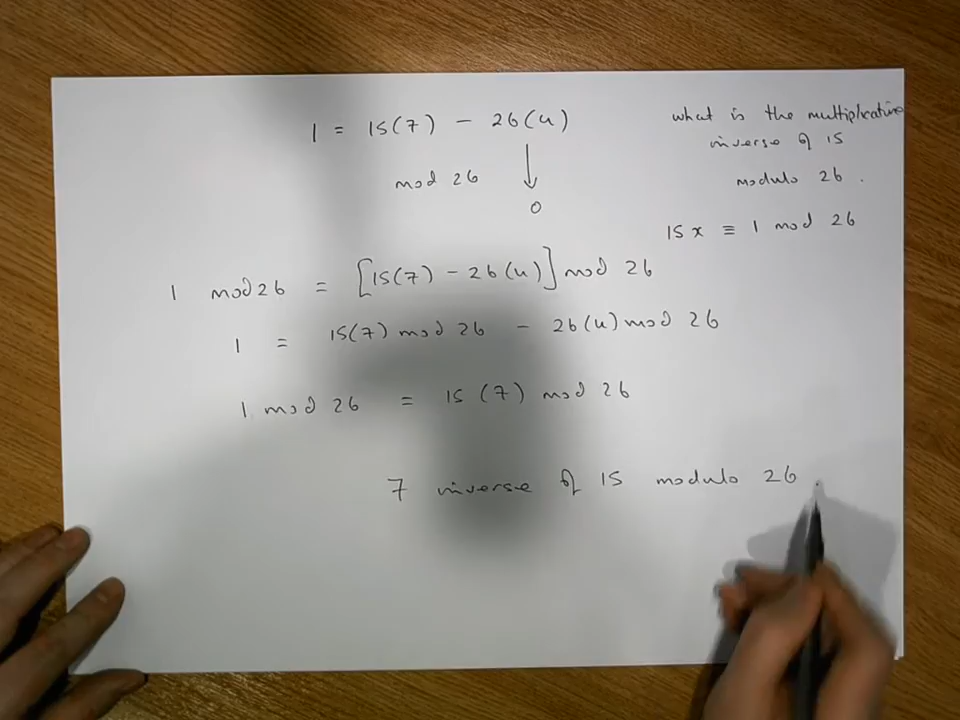 1 = 15(7) - 26(4)
mod 26
0
what is the multiplicative
inverse of 15
modulo 26.
15x ≡ 1 mod 26
1 mod 26 = [15(7) - 26(4)] mod 26
1 = 15(7) mod 26 - 26(4) mod 26
1 mod 26 = 15(7) mod 26
7 inverse of 15 modulo 26